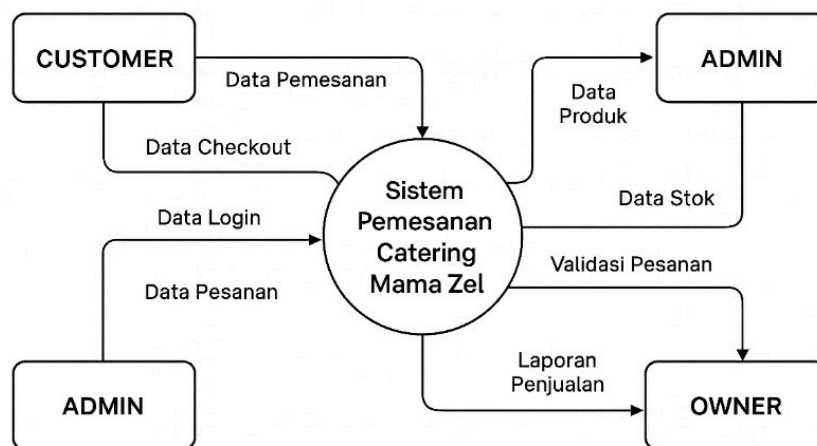 CUSTOMER
Data Pemesanan
Data Checkout
ADMIN
Data
Produk
Data Stok
Sistem
Pemesanan
Catering
Mama Zel
Data Login
Data Pesanan
Validasi Pesanan
Laporan
Penjualan
ADMIN
OWNER